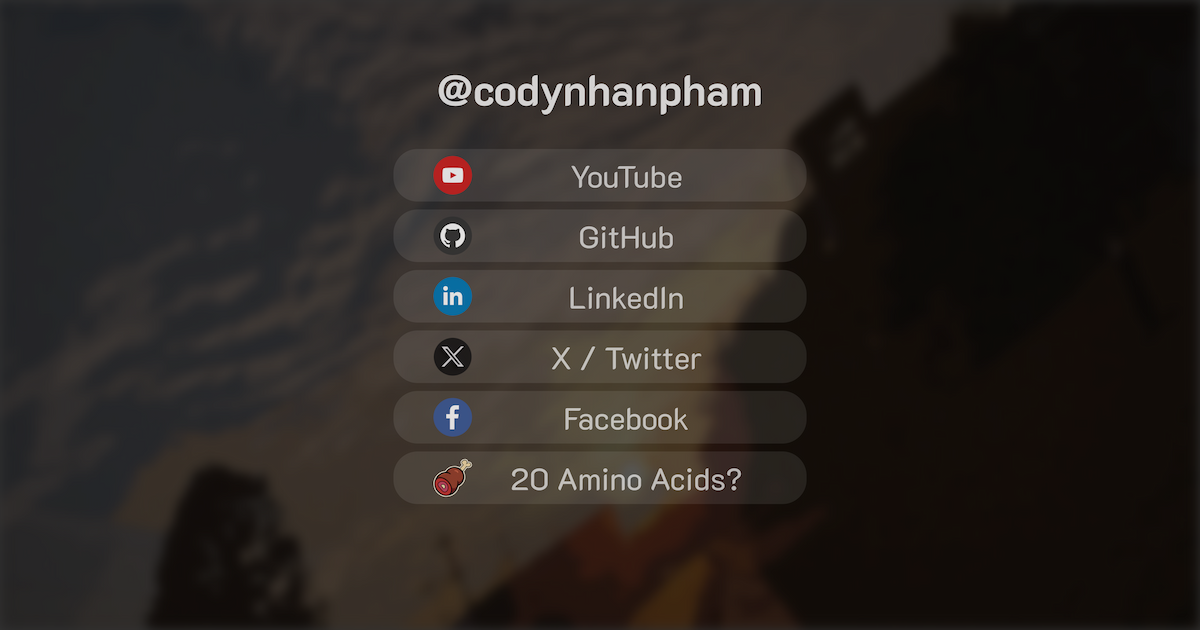 @codynhanpham
YouTube
GitHub
LinkedIn
X / Twitter
Facebook
20 Amino Acids?